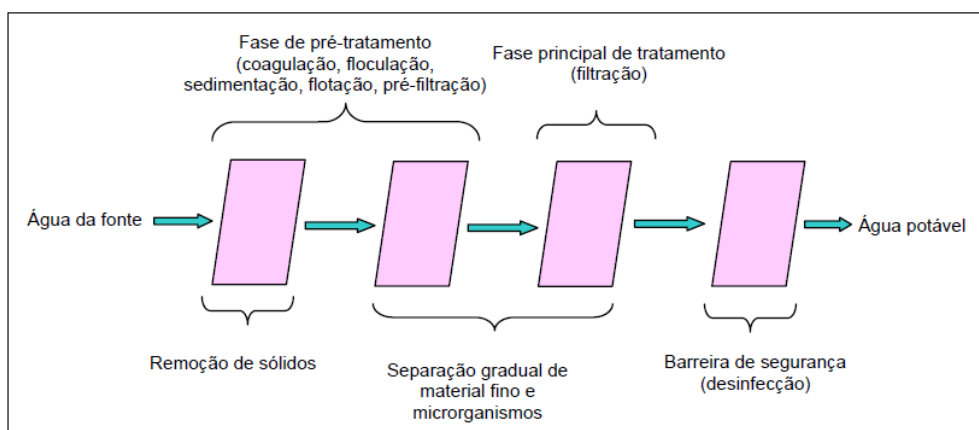 Fase de pré-tratamento
(coagulação, floculação,
sedimentação, flotação, pré-filtração)
Fase principal de tratamento
(filtração)
Água da fonte
Água potável
Remoção de sólidos
Separação gradual de
material fino e
microrganismos
Barreira de segurança
(desinfecção)